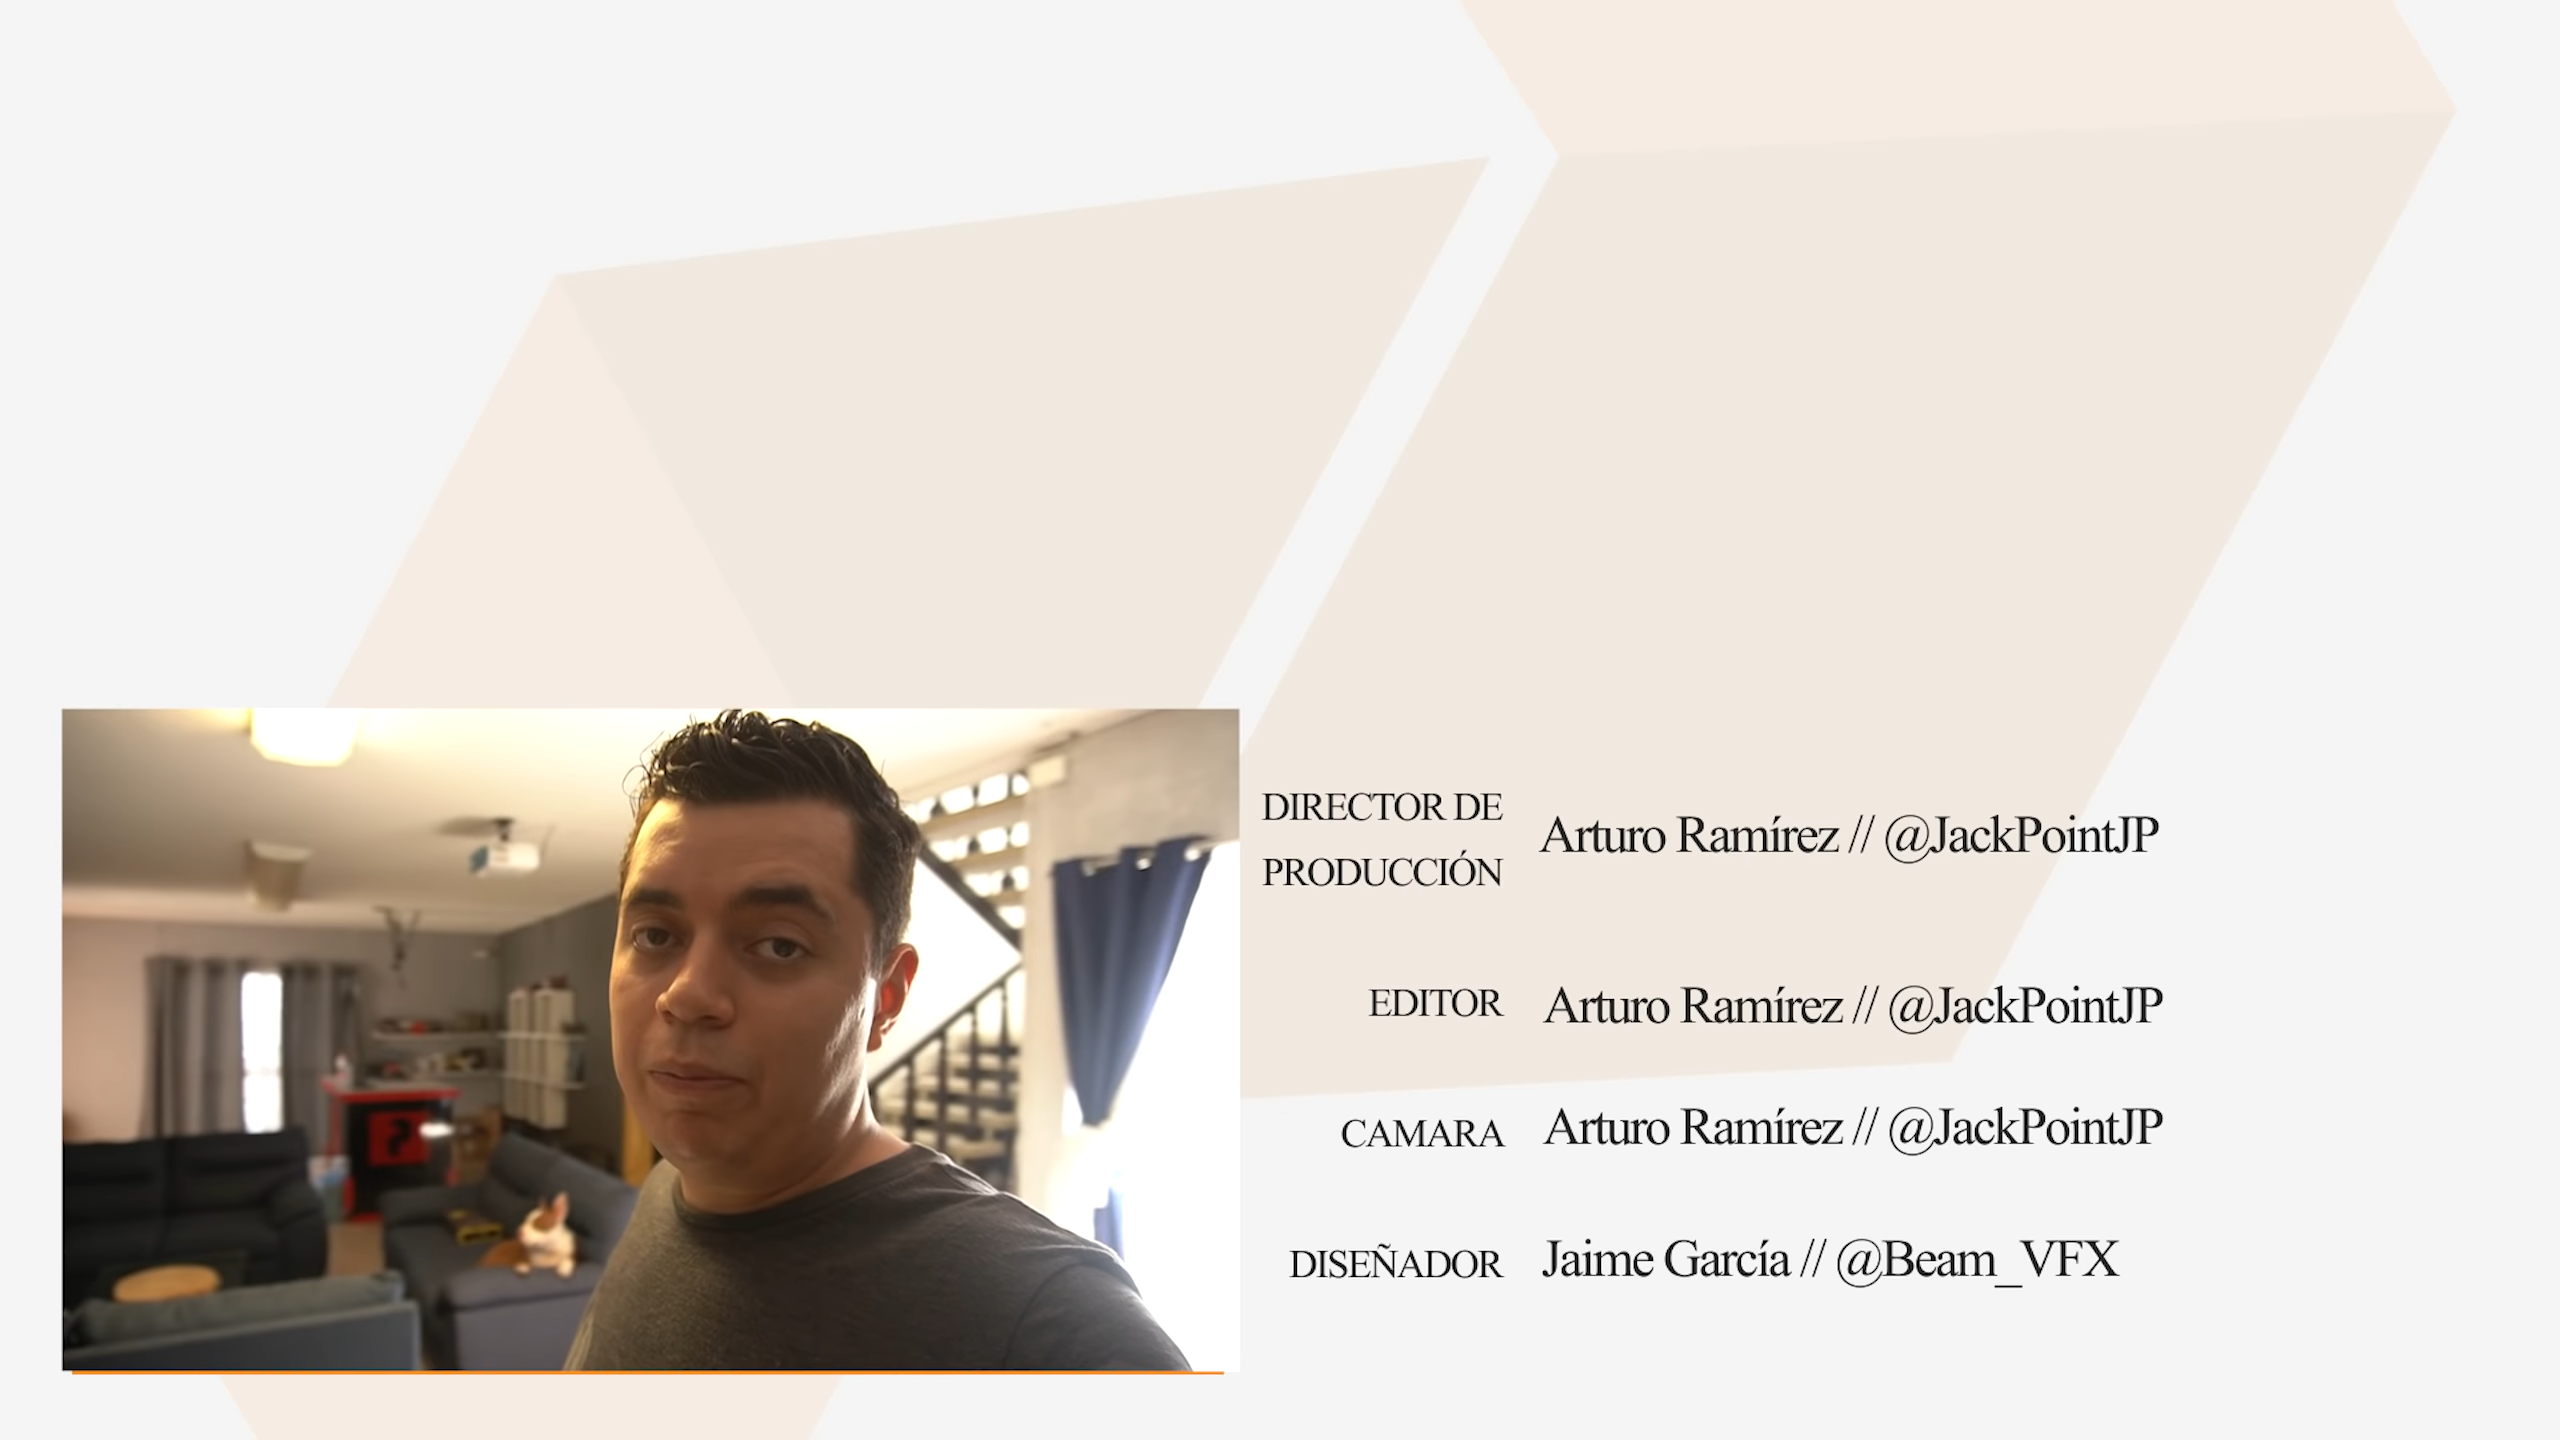 DIRECTOR DE
PRODUCCIÓN
Arturo Ramírez // @JackPointJP
EDITOR
Arturo Ramírez // @JackPointJP
CAMARA
Arturo Ramírez // @JackPointJP
DISEÑADOR
Jaime García // @Beam_VFX